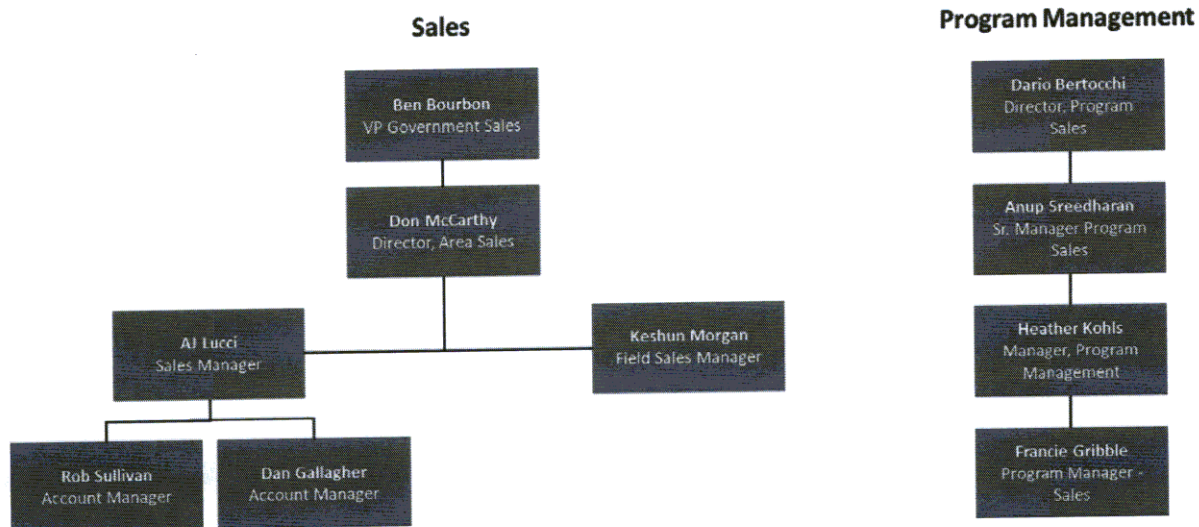 Sales
Ben Bourbon
VP Government Sales
Don McCarthy
Director, Area Sales
AJ Lucci
Sales Manager
Keshun Morgan
Field Sales Manager
Rob Sullivan
Account Manager
Dan Gallagher
Account Manager
Program Management
Dario Bertocchi
Director, Program
Sales
Anup Sreedharan
Sr. Manager Program
Sales
Heather Kohls
Manager, Program
Management
Francie Gribble
Program Manager -
Sales